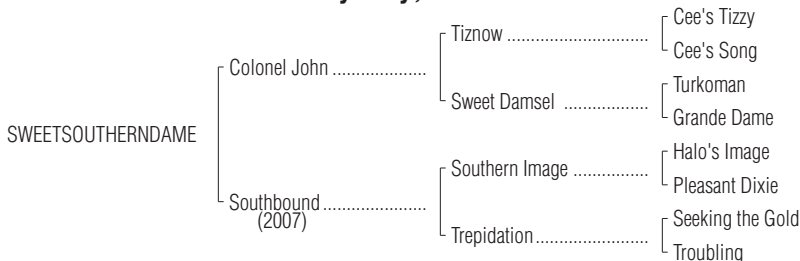 Cee's Tizzy
Tiznow ........................................
Cee's Song
Colonel John ....................
Turkoman
Sweet Damsel ..................
Grande Dame
SWEETSOUTHERNDAME
Halo's Image
Southern Image ................
Pleasant Dixie
Southbound ......................
(2007)
Seeking the Gold
Trepidation........................
Troubling